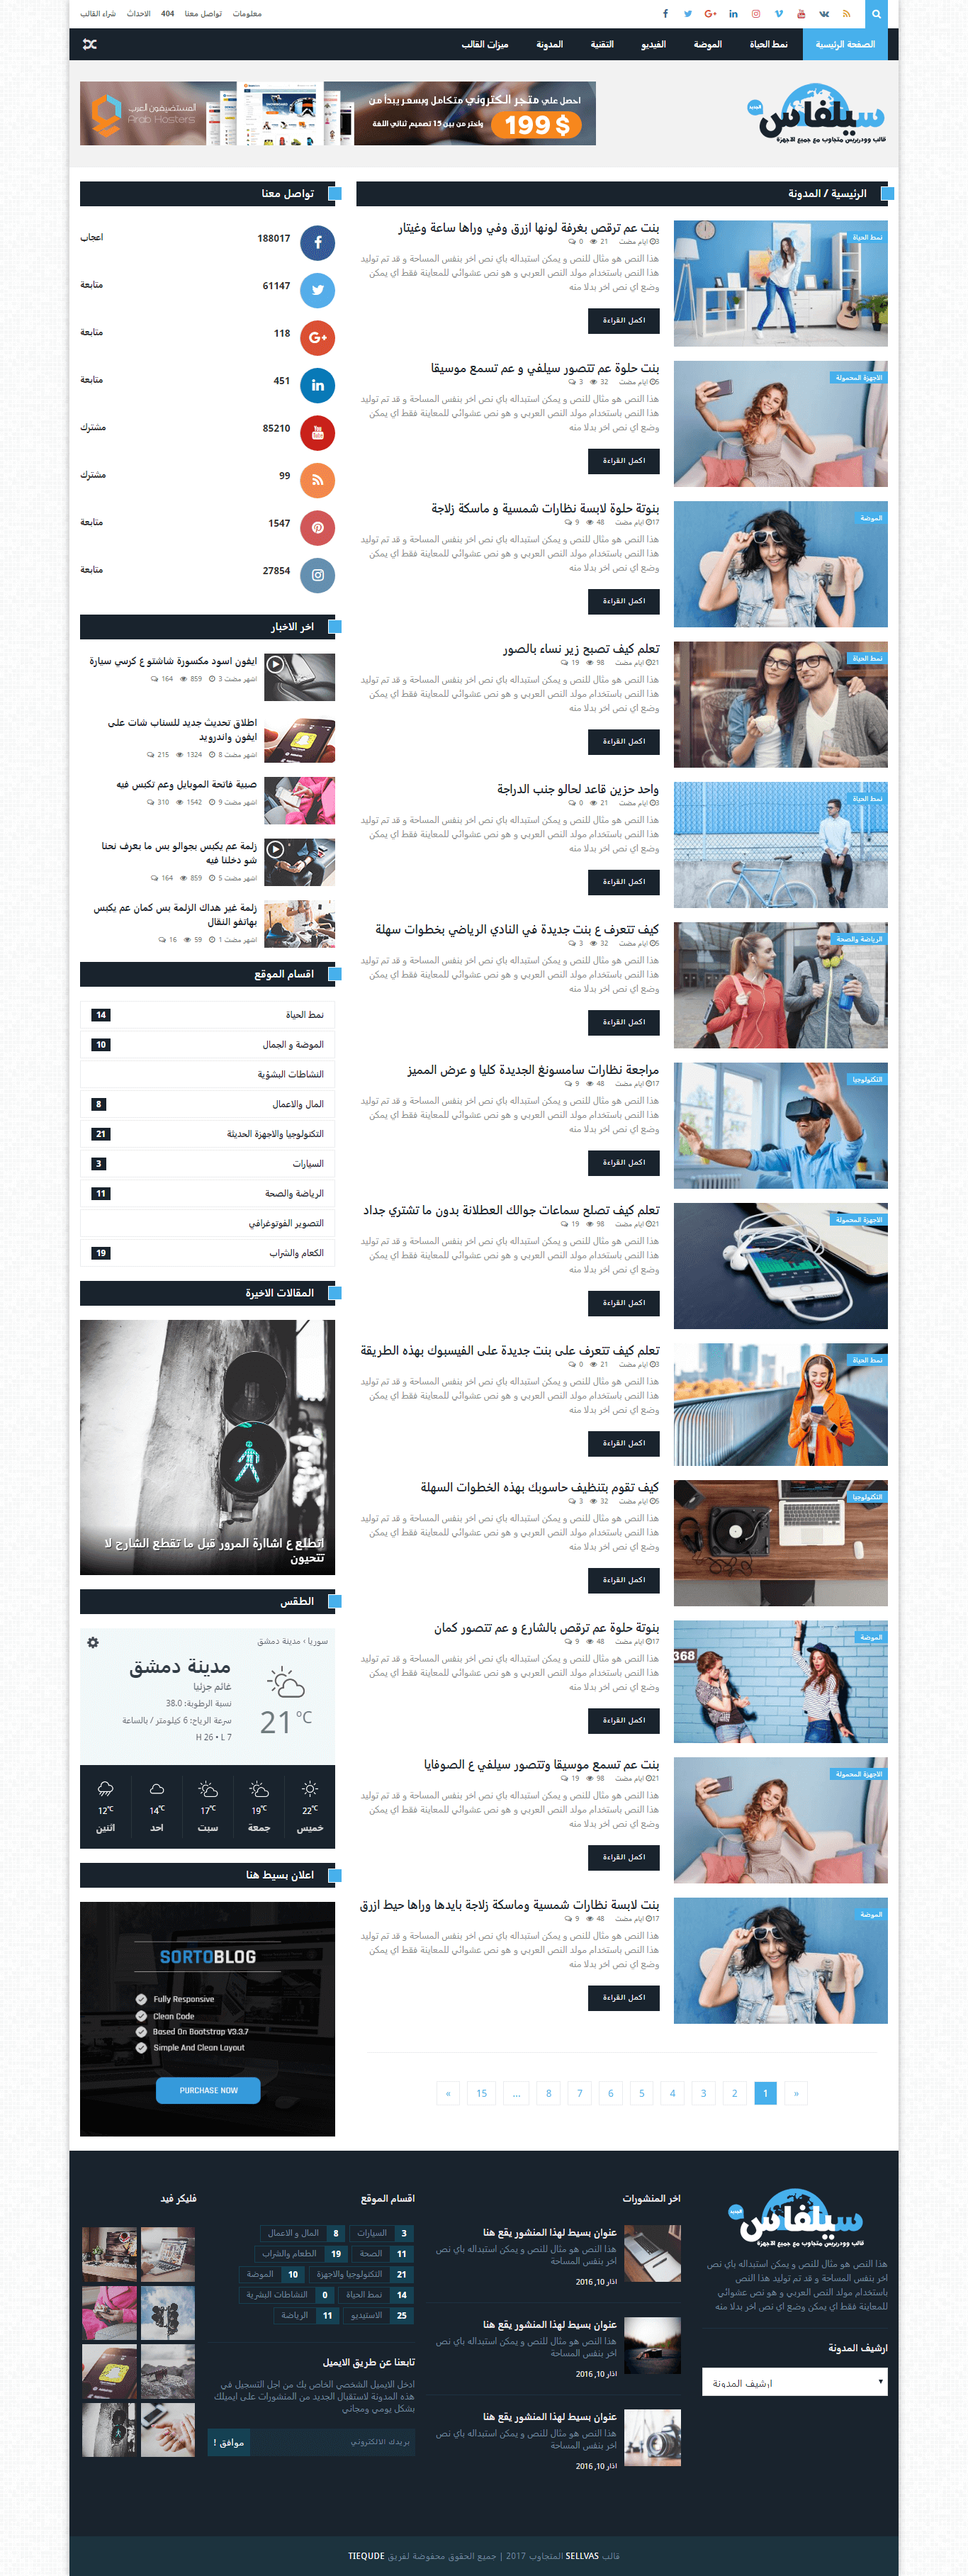 معلومات تواصل معنا 404 الاحداث شراء القالب
الصفحة الرئيسية نمط الحياة الموضة الفيديو التقنية المدونة ميزات القالب
سيلفاس
قالب ووردبريس متجاوب مع جميع الاجهزة
احصل علي متجر الكتروني متكامل وبسعر يبدأ من
199$ واختر من بين 15 تصميم ثنائي اللغة
المستضيفون العرب
Arab Hosters
الرئيسية / المدونة
نمط الحياة
بنت عم ترقص بغرفة لونها ازرق وفي وراها ساعة وغيتار
3 ايام مضت 21 0
هذا النص هو مثال للنص و يمكن استبداله باي نص اخر بنفس المساحة و قد تم توليد
هذا النص باستخدام مولد النص العربي و هو نص عشوائي للمعاينة فقط اي يمكن
وضع اي نص اخر بدلا منه
اكمل القراءة
الاجهزة المحمولة
بنت حلوة عم تتصور سيلفي و عم تسمع موسيقا
5 ايام مضت 32 3
هذا النص هو مثال للنص و يمكن استبداله باي نص اخر بنفس المساحة و قد تم توليد
هذا النص باستخدام مولد النص العربي و هو نص عشوائي للمعاينة فقط اي يمكن
وضع اي نص اخر بدلا منه
اكمل القراءة
الموضة
بنوتة حلوة لابسة نظارات شمسية و ماسكة زلاجة
17 ايام مضت 48 9
هذا النص هو مثال للنص و يمكن استبداله باي نص اخر بنفس المساحة و قد تم توليد
هذا النص باستخدام مولد النص العربي و هو نص عشوائي للمعاينة فقط اي يمكن
وضع اي نص اخر بدلا منه
اكمل القراءة
نمط الحياة
تعلم كيف تصبح زير نساء بالصور
21 ايام مضت 98 19
هذا النص هو مثال للنص و يمكن استبداله باي نص اخر بنفس المساحة و قد تم توليد
هذا النص باستخدام مولد النص العربي و هو نص عشوائي للمعاينة فقط اي يمكن
وضع اي نص اخر بدلا منه
اكمل القراءة
نمط الحياة
واحد حزين قاعد لحالو جنب الدراجة
3 ايام مضت 21 0
هذا النص هو مثال للنص و يمكن استبداله باي نص اخر بنفس المساحة و قد تم توليد
هذا النص باستخدام مولد النص العربي و هو نص عشوائي للمعاينة فقط اي يمكن
وضع اي نص اخر بدلا منه
اكمل القراءة
الرياضة والصحة
كيف تتعرف ع بنت جديدة في النادي الرياضي بخطوات سهلة
5 ايام مضت 32 3
هذا النص هو مثال للنص و يمكن استبداله باي نص اخر بنفس المساحة و قد تم توليد
هذا النص باستخدام مولد النص العربي و هو نص عشوائي للمعاينة فقط اي يمكن
وضع اي نص اخر بدلا منه
اكمل القراءة
التكنولوجيا
مراجعة نظارات سامسونغ الجديدة كليا و عرض المميز
17 ايام مضت 48 9
هذا النص هو مثال للنص و يمكن استبداله باي نص اخر بنفس المساحة و قد تم توليد
هذا النص باستخدام مولد النص العربي و هو نص عشوائي للمعاينة فقط اي يمكن
وضع اي نص اخر بدلا منه
اكمل القراءة
الاجهزة المحمولة
تعلم كيف تصلح سماعات جوالك العطلانة بدون ما تشتري جداد
21 ايام مضت 98 19
هذا النص هو مثال للنص و يمكن استبداله باي نص اخر بنفس المساحة و قد تم توليد
هذا النص باستخدام مولد النص العربي و هو نص عشوائي للمعاينة فقط اي يمكن
وضع اي نص اخر بدلا منه
اكمل القراءة
نمط الحياة
تعلم كيف تتعرف على بنت جديدة على الفيسبوك بهذه الطريقة
3 ايام مضت 21 0
هذا النص هو مثال للنص و يمكن استبداله باي نص اخر بنفس المساحة و قد تم توليد
هذا النص باستخدام مولد النص العربي و هو نص عشوائي للمعاينة فقط اي يمكن
وضع اي نص اخر بدلا منه
اكمل القراءة
التكنولوجيا
كيف تقوم بتنظيف حاسوبك بهذه الخطوات السهلة
5 ايام مضت 32 3
هذا النص هو مثال للنص و يمكن استبداله باي نص اخر بنفس المساحة و قد تم توليد
هذا النص باستخدام مولد النص العربي و هو نص عشوائي للمعاينة فقط اي يمكن
وضع اي نص اخر بدلا منه
اكمل القراءة
الموضة
368
بنوتة حلوة عم ترقص بالشارع و عم تتصور كمان
17 ايام مضت 48 9
هذا النص هو مثال للنص و يمكن استبداله باي نص اخر بنفس المساحة و قد تم توليد
هذا النص باستخدام مولد النص العربي و هو نص عشوائي للمعاينة فقط اي يمكن
وضع اي نص اخر بدلا منه
اكمل القراءة
الاجهزة المحمولة
بنت عم تسمع موسيقا وتتصور سيلفي ع الصوفايا
21 ايام مضت 98 19
هذا النص هو مثال للنص و يمكن استبداله باي نص اخر بنفس المساحة و قد تم توليد
هذا النص باستخدام مولد النص العربي و هو نص عشوائي للمعاينة فقط اي يمكن
وضع اي نص اخر بدلا منه
اكمل القراءة
الموضة
بنت لابسة نظارات شمسية وماسكة زلاجة بايدها وراها حيط ازرق
17 ايام مضت 48 9
هذا النص هو مثال للنص و يمكن استبداله باي نص اخر بنفس المساحة و قد تم توليد
هذا النص باستخدام مولد النص العربي و هو نص عشوائي للمعاينة فقط اي يمكن
وضع اي نص اخر بدلا منه
اكمل القراءة
» 1 2 3 4 5 6 7 8 ... 15 «
تواصل معنا
188017 اعجاب
61147 متابعة
118 متابعة
451 متابعة
85210 مشترك
99 مشترك
1547 متابعة
27854 متابعة
اخر الاخبار
ايفون اسود مكسورة شاشتو ع كرسي سيارة
3 اشهر مضت 859 164
اطلاق تحديث جديد للسناب شات على
ايفون واندرويد
8 اشهر مضت 1324 215
صبية فاتحة الموبايل وعم تكبس فيه
9 اشهر مضت 1542 310
زلمة عم يكبس بجوالو بس ما بعرف نحنا
شو دخلنا فيه
5 اشهر مضت 859 164
زلمة غير هداك الزلمة بس كمان عم يكبس
بهاتفو النقال
1 اشهر مضت 59 16
اقسام الموقع
نمط الحياة 14
الموضة و الجمال 10
النشاطات البشؤية
المال والاعمال 8
التكنولوجيا والاجهزة الحديثة 21
السيارات 3
الرياضة والصحة 11
التصوير الفوتوغرافي
الكعام والشراب 19
المقالات الاخيرة
اتطلع ع اشاارة المرور قبل ما تقطع الشارح لا
تتحيون
الطقس
سوريا › مدينة دمشق
مدينة دمشق
غائم جزئيا
نسبة الرطوبة: 38.0
سرعة الرياح: 6 كيلومتر / بالساعة
H 26 • L 7
21°C
22°C 19°C 17°C 14°C 12°C
خميس جمعة سبت احد اثنين
اعلان بسيط هنا
SORTOBLOG
Fully Responsive
Clean Code
Based On Bootstrap V3.3.7
Simple And Clean Layout
PURCHASE NOW
سيلفاس
قالب ووردبريس متجاوب مع جميع الاجهزة
هذا النص هو مثال للنص و يمكن استبداله باي نص
اخر بنفس المساحة و قد تم توليد هذا النص
باستخدام مولد النص العربي و هو نص عشوائي
للمعاينة فقط اي يمكن وضع اي نص اخر بدلا منه
ارشيف المدونة
ارشيف المدونة
اخر المنشورات
عنوان بسيط لهذا المنشور يقع هنا
هذا النص هو مثال للنص و يمكن استبداله باي نص
اخر بنفس المساحة
اذار 10, 2016
عنوان بسيط لهذا المنشور يقع هنا
هذا النص هو مثال للنص و يمكن استبداله باي نص
اخر بنفس المساحة
اذار 10, 2016
عنوان بسيط لهذا المنشور يقع هنا
هذا النص هو مثال للنص و يمكن استبداله باي نص
اخر بنفس المساحة
اذار 10, 2016
اقسام الموقع
3 السيارات 8 المال و الاعمال
11 الصحة 19 الطعام والشراب
21 التكنولوجيا والاجهزة 10 الموضة
14 نمط الحياة 0 النشاطات البشرية
25 الاستيديو 11 الرياضة
تابعنا عن طريق الايميل
ادخل الايميل الشخصي الخاص بك من اجل التسجيل في
هذه المدونة لاستقبال الجديد من المنشورات على ايميلك
بشكل يومي ومجاني
بريدك الالكتروني موافق !
فليكر فيد
قالب SELLVAS المتجاوب 2017 | جميع الحقوق محفوضة لفريق TIEQUDE